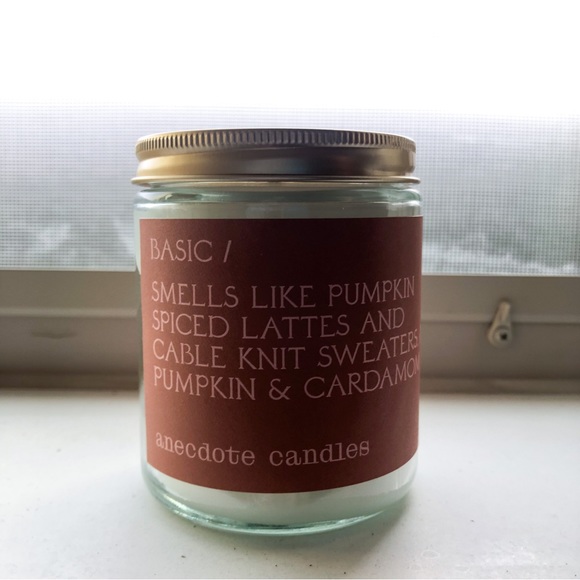 BASIC /
SMELLS LIKE PUMPKIN
SPICED LATTES AND
CABLE KNIT SWEATERS
PUMPKIN & CARDAMOM
anecdote candles